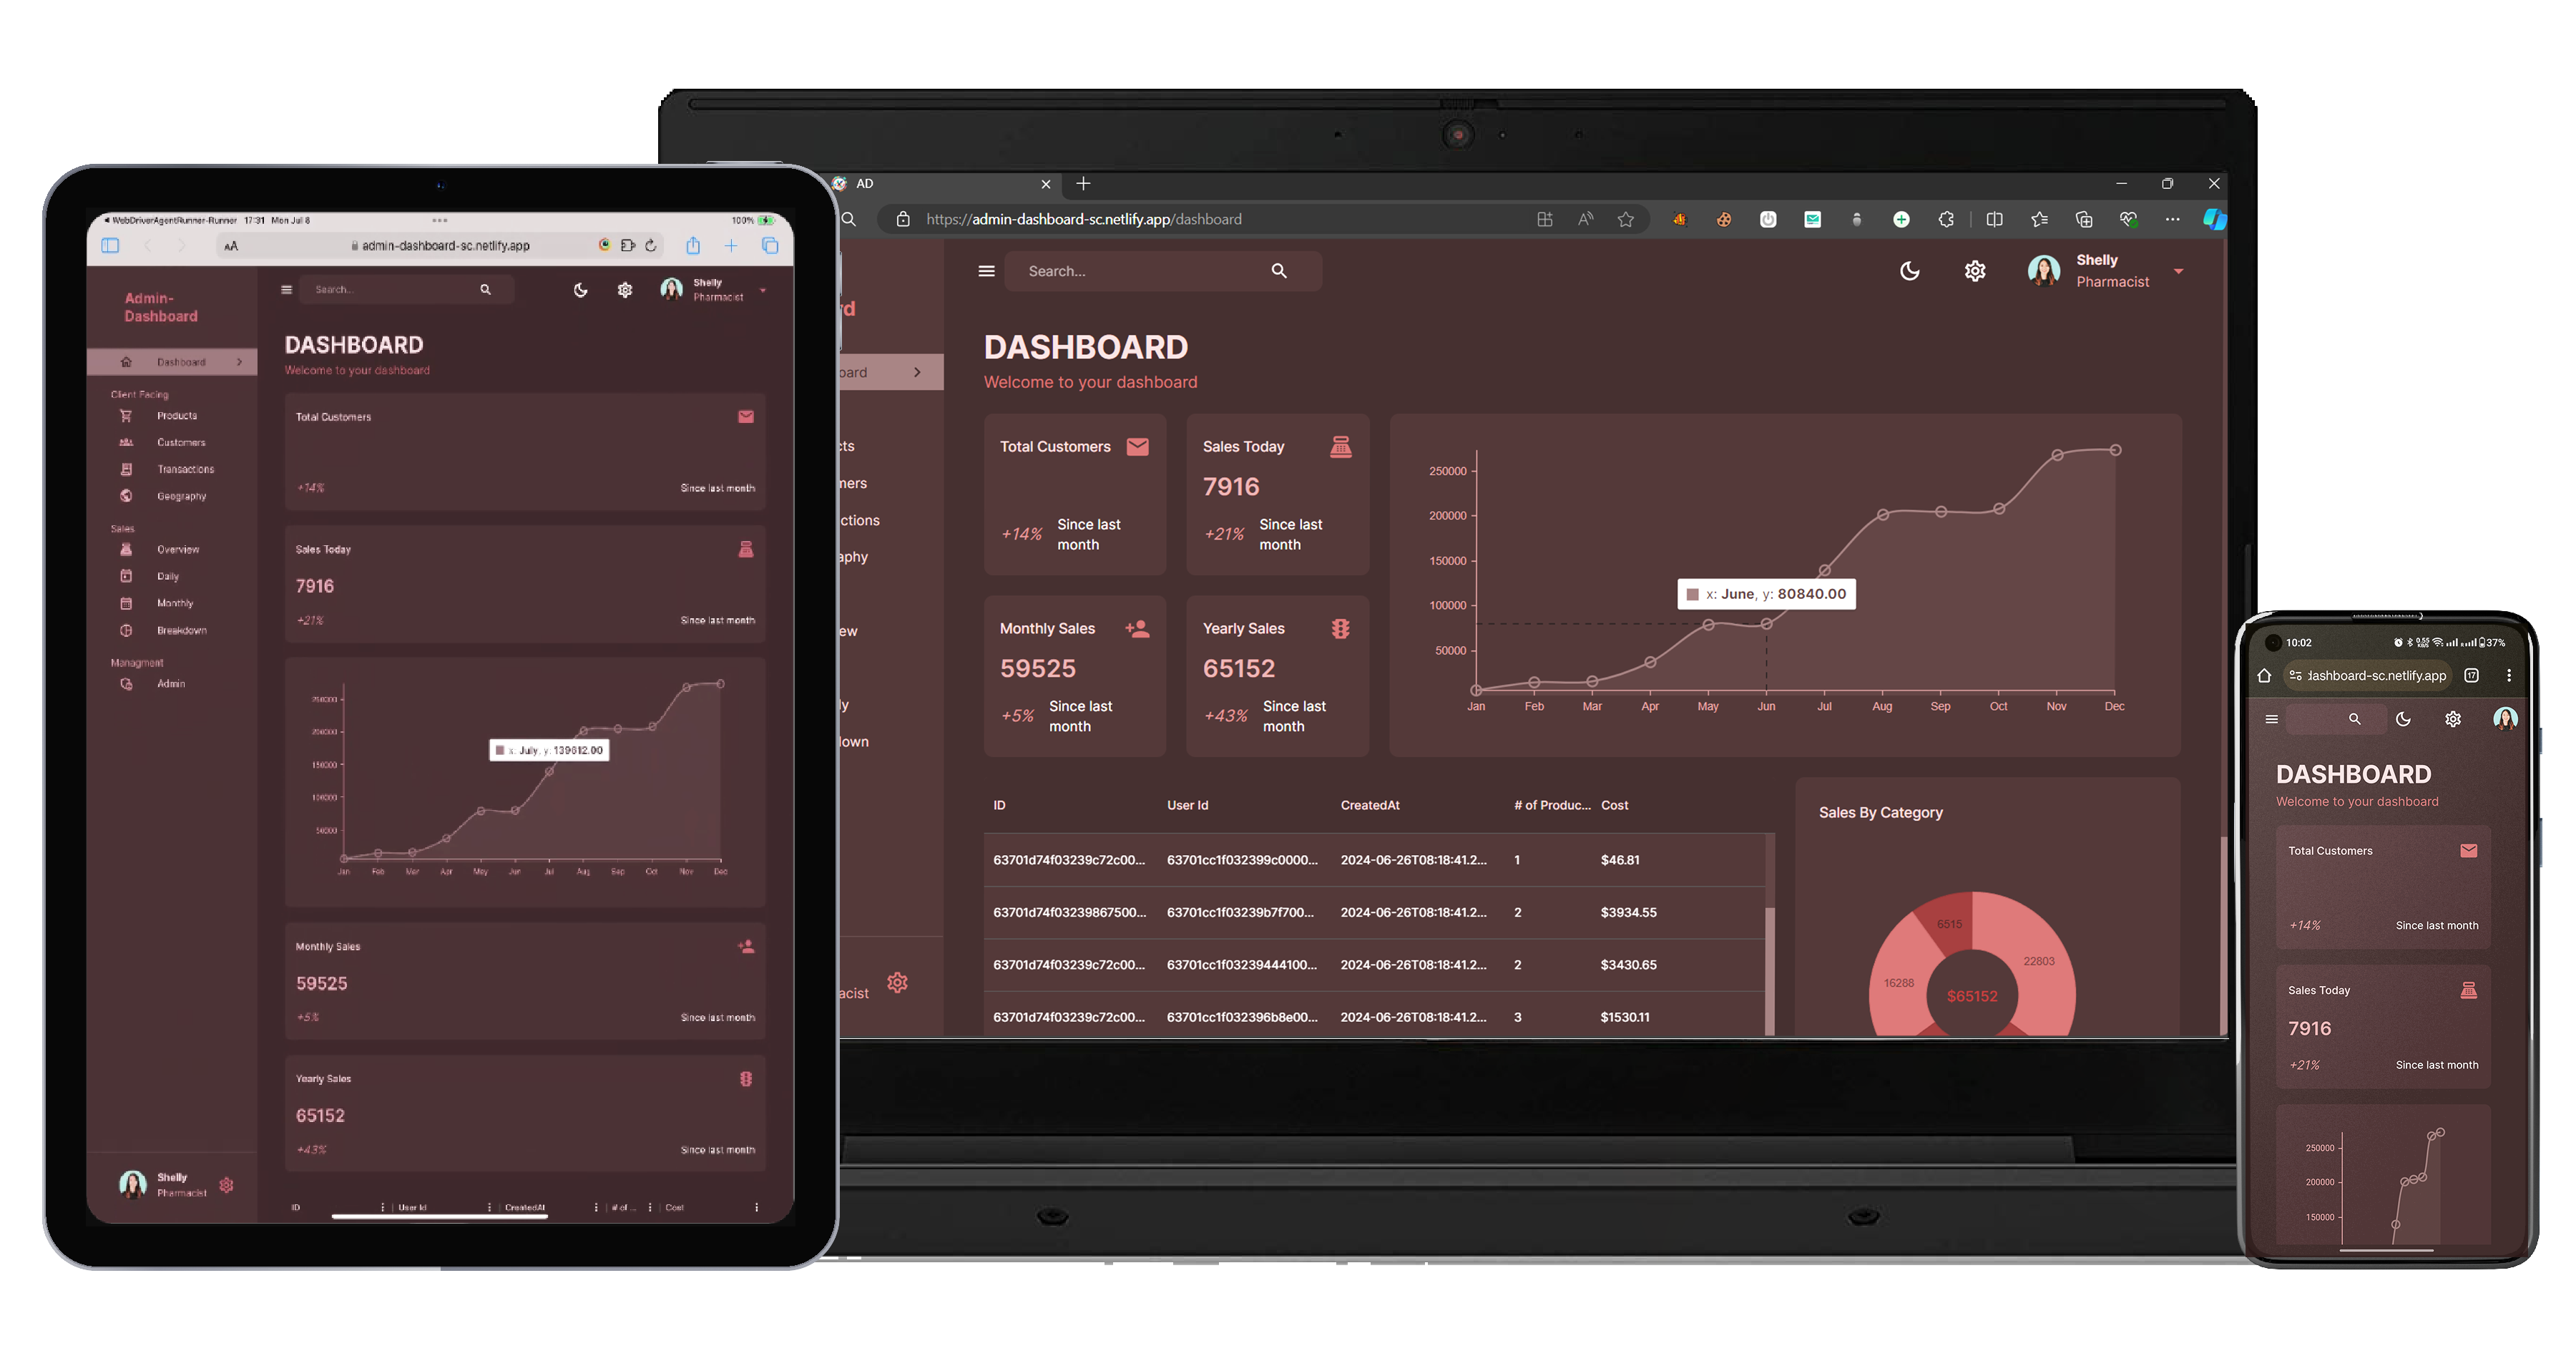 WebDriverAgentRunner-Runner 17:31 Mon Jul 8
100%
AA
admin-dashboard-sc.netlify.app
Admin-
Dashboard
Search...
Shelly
Pharmacist
Dashboard
Client Facing
Products
Customers
Transactions
Geography
Sales
Overview
Daily
Monthly
Breakdown
Managment
Admin
Shelly
Pharmacist
DASHBOARD
Welcome to your dashboard
Total Customers
+14%
Since last month
Sales Today
7916
+21%
Since last month
250000
200000
150000
100000
50000
x: July, y: 139612.00
Jan Feb Mar Apr May Jun Jul Aug Sep Oct Nov Dec
Monthly Sales
59525
+5%
Since last month
Yearly Sales
65152
+43%
Since last month
ID User Id CreatedAt # of ... Cost
AD
https://admin-dashboard-sc.netlify.app/dashboard
rd
oard
cts
ners
ctions
aphy
ew
ly
down
acist
Search...
Shelly
Pharmacist
DASHBOARD
Welcome to your dashboard
Total Customers
+14%
Since last
month
Sales Today
7916
+21%
Since last
month
Monthly Sales
59525
+5%
Since last
month
Yearly Sales
65152
+43%
Since last
month
250000
200000
150000
100000
50000
x: June, y: 80840.00
Jan Feb Mar Apr May Jun Jul Aug Sep Oct Nov Dec
ID User Id CreatedAt # of Produc... Cost
63701d74f03239c72c00... 63701cc1f032399c0000... 2024-06-26T08:18:41.2... 1 $46.81
63701d74f03239867500... 63701cc1f03239b7f700... 2024-06-26T08:18:41.2... 2 $3934.55
63701d74f03239c72c00... 63701cc1f03239444100... 2024-06-26T08:18:41.2... 2 $3430.65
63701d74f03239c72c00... 63701cc1f032396b8e00... 2024-06-26T08:18:41.2... 3 $1530.11
Sales By Category
6515
22803
16288
$65152
10:02
37%
dashboard-sc.netlify.app
17
DASHBOARD
Welcome to your dashboard
Total Customers
+14%
Since last month
Sales Today
7916
+21%
Since last month
250000
200000
150000